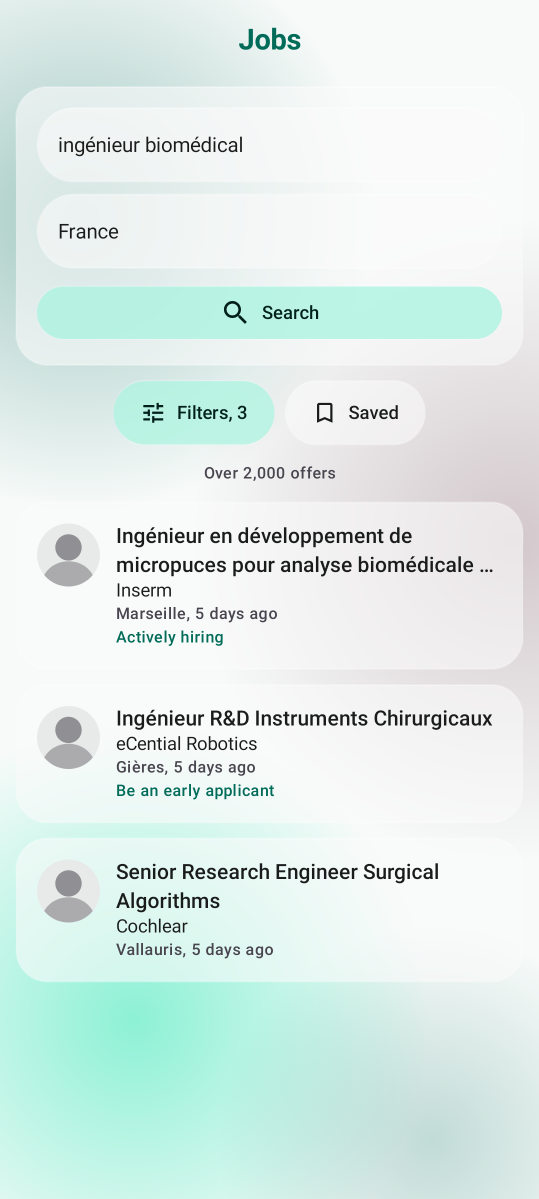 Jobs
ingénieur biomédical
France
Search
Filters, 3
Saved
Over 2,000 offers
Ingénieur en développement de
micropuces pour analyse biomédicale ...
Inserm
Marseille, 5 days ago
Actively hiring
Ingénieur R&D Instruments Chirurgicaux
eCential Robotics
Gières, 5 days ago
Be an early applicant
Senior Research Engineer Surgical
Algorithms
Cochlear
Vallauris, 5 days ago